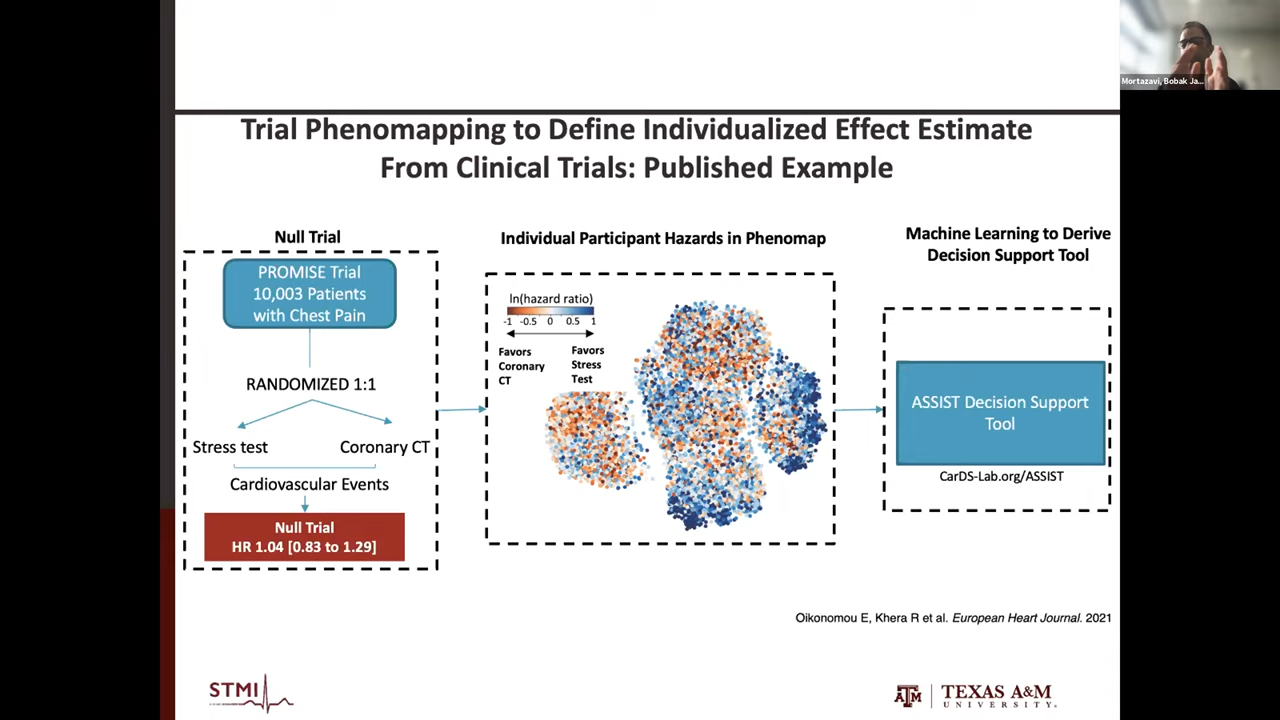 Mortazavi, Bobak Ja...
Trial Phenomapping to Define Individualized Effect Estimate
From Clinical Trials: Published Example
Null Trial
PROMISE Trial
10,003 Patients
with Chest Pain
RANDOMIZED 1:1
Stress test
Coronary CT
Cardiovascular Events
Null Trial
HR 1.04 [0.83 to 1.29]
Individual Participant Hazards in Phenomap
ln(hazard ratio)
-1 -0.5 0 0.5 1
Favors
Coronary
CT
Favors
Stress
Test
Machine Learning to Derive
Decision Support Tool
ASSIST Decision Support
Tool
CarDS-Lab.org/ASSIST
Oikonomou E, Khera R et al. European Heart Journal. 2021
STMI
ATM
TEXAS A&M
UNIVERSITY